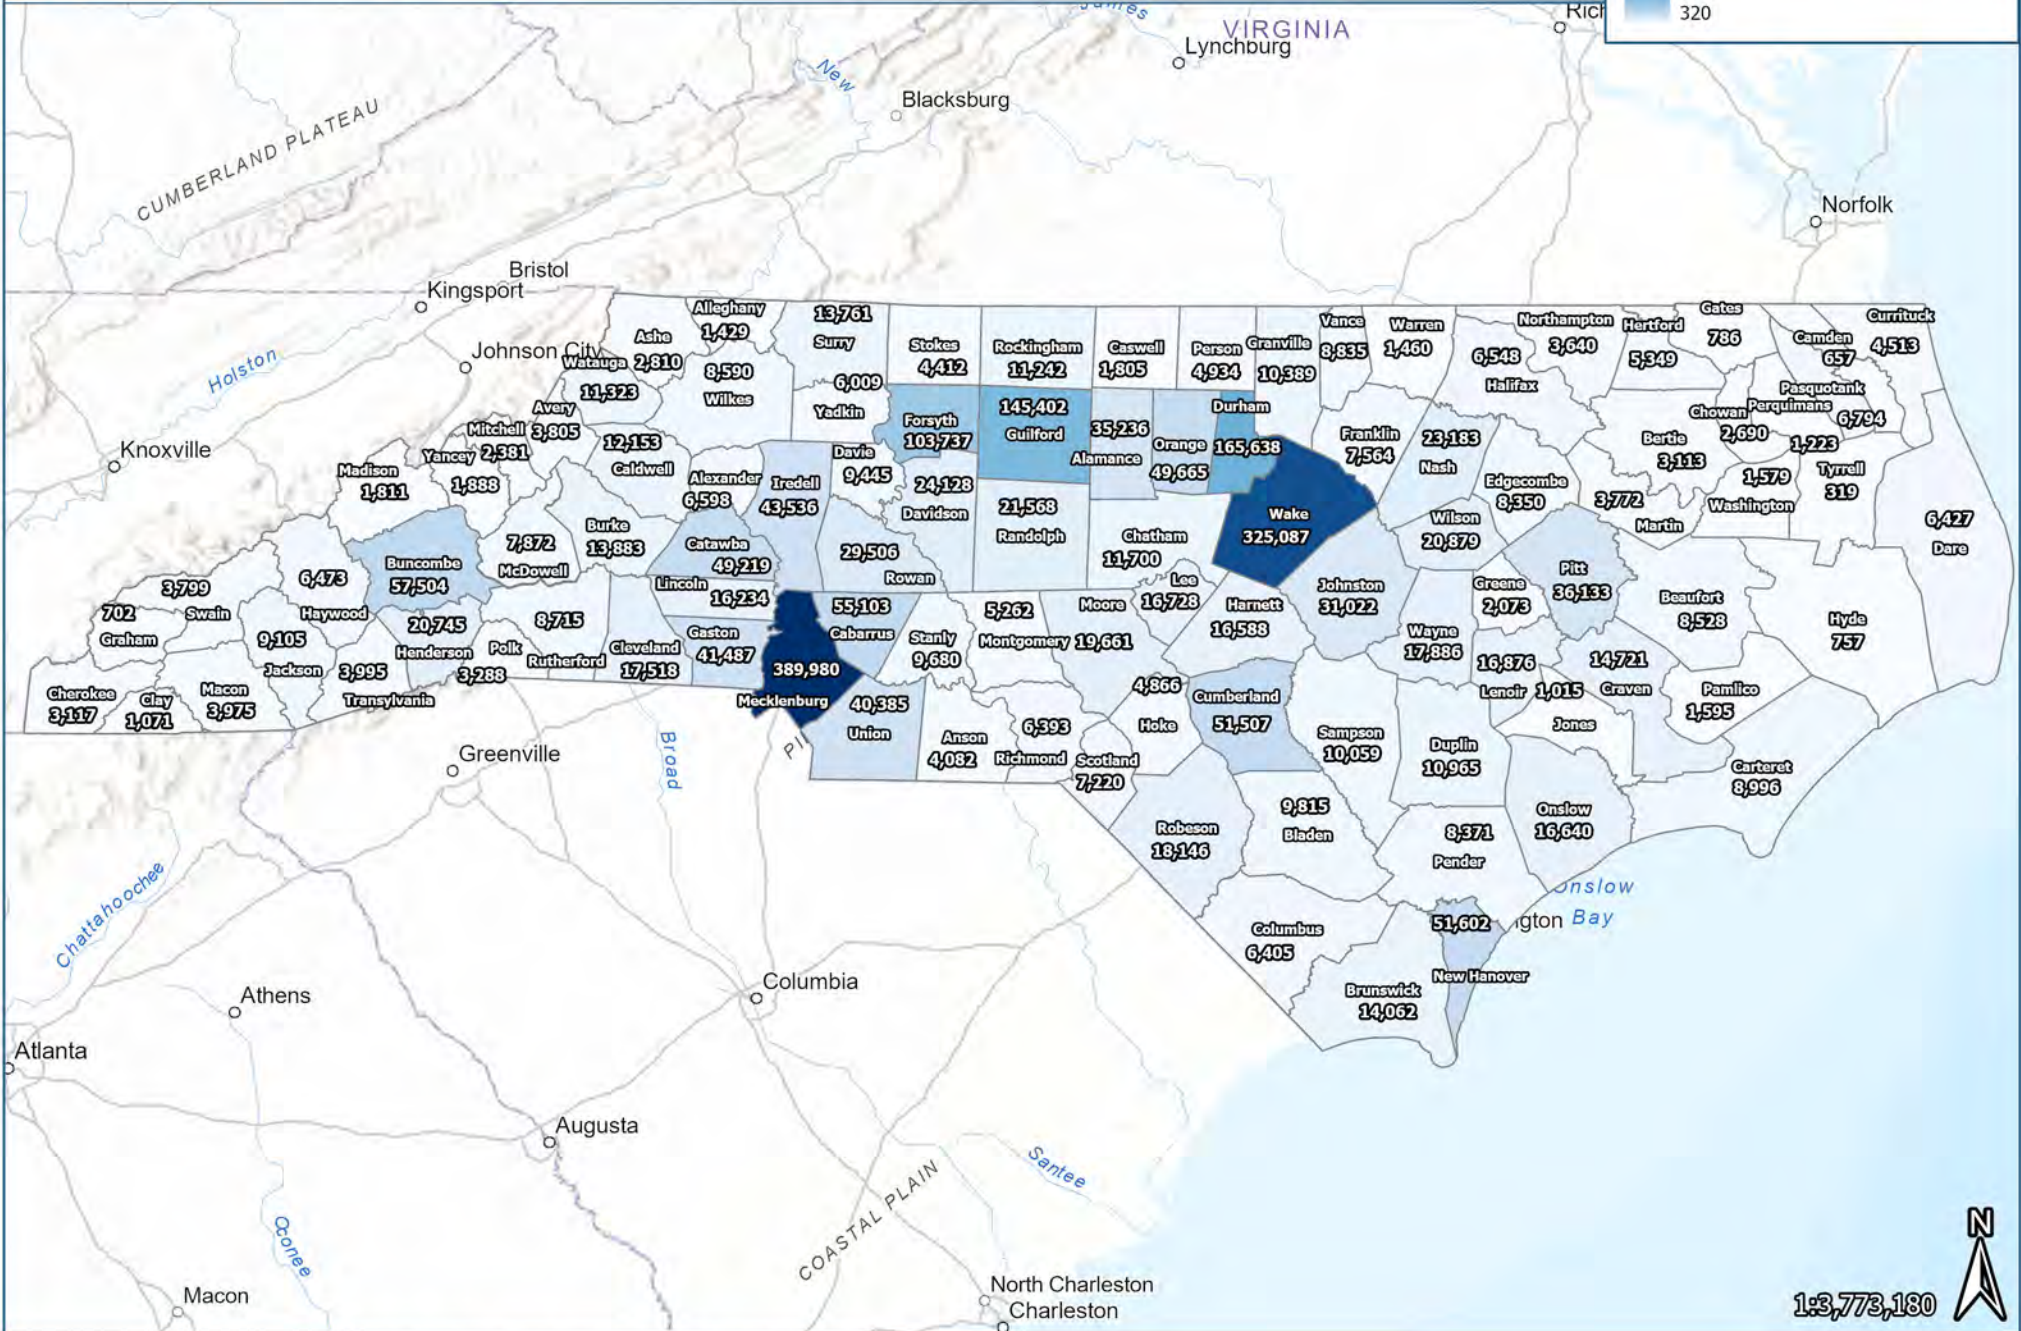 James
VIRGINIA
Lynchburg
320
New
Blacksburg
CUMBERLAND PLATEAU
Norfolk
Bristol
Kingsport
Johnson City
Holston
Knoxville
Alleghany
1,429
Ashe
2,810
Watauga
11,323
13,761
Surry
8,590
Wilkes
6,009
Yadkin
Stokes
4,412
Rockingham
11,242
Caswell
1,805
Person
4,934
Granville
10,389
Vance
8,835
Warren
1,460
6,548
Halifax
Northampton
3,640
Hertford
5,349
Gates
786
Camden
657
Currituck
4,513
Pasquotank
6,794
Perquimans
1,223
Chowan
2,690
Bertie
3,113
Avery
3,805
Mitchell
2,381
Yancey
1,888
Madison
1,811
12,153
Caldwell
Alexander
6,598
Iredell
43,536
Davie
9,445
Forsyth
103,737
145,402
Guilford
35,236
Alamance
Orange
49,665
Durham
165,638
Franklin
7,564
23,183
Nash
Edgecombe
8,350
3,772
Martin
1,579
Washington
Tyrrell
319
6,427
Dare
24,128
Davidson
21,568
Randolph
Chatham
11,700
Wake
325,087
Wilson
20,879
Pitt
36,133
Beaufort
8,528
Hyde
757
Buncombe
57,504
7,872
McDowell
Burke
13,883
Catawba
49,219
Lincoln
16,234
29,506
Rowan
Lee
16,728
Harnett
16,588
Johnston
31,022
Greene
2,073
Wayne
17,886
16,876
Lenoir
14,721
Craven
Pamlico
1,595
1,015
Jones
3,799
Swain
702
Graham
6,473
Haywood
9,105
Jackson
20,745
Henderson
3,995
Transylvania
Polk
3,288
8,715
Rutherford
Cleveland
17,518
Gaston
41,487
389,980
Mecklenburg
55,103
Cabarrus
Stanly
9,680
5,262
Montgomery
Moore
19,661
Cherokee
3,117
Clay
1,071
Macon
3,975
40,385
Union
Anson
4,082
6,393
Richmond
Scotland
7,220
4,866
Hoke
Cumberland
51,507
Sampson
10,059
Duplin
10,965
Onslow
16,640
Carteret
8,996
Robeson
18,146
9,815
Bladen
8,371
Pender
Columbus
6,405
Brunswick
14,062
51,602
New Hanover
Onslow
Bay
Greenville
Broad
Chattahoochee
Athens
Atlanta
Columbia
Augusta
Santee
COASTAL PLAIN
Oconee
Macon
North Charleston
Charleston
N
1:3,773,180